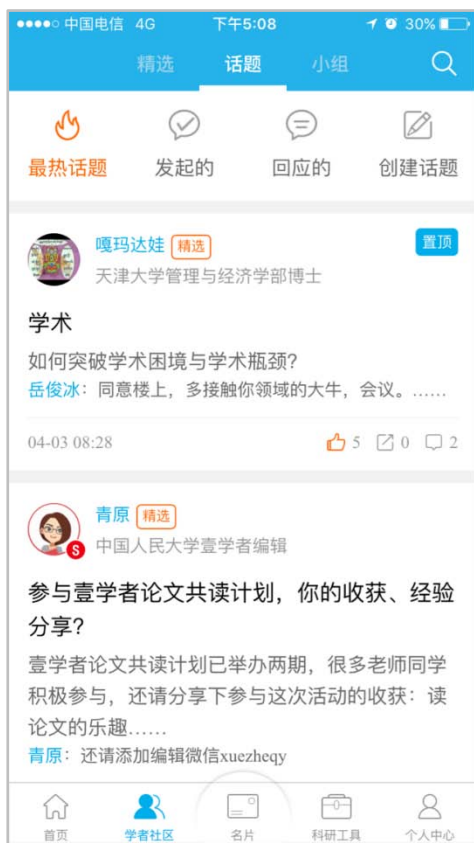 中国电信 4G 下午5:08 30%
精选 话题 小组
最热话题 发起的 回应的 创建话题
嘎玛达娃 精选 置顶
天津大学管理与经济学部博士
学术
如何突破学术困境与学术瓶颈?
岳俊冰：同意楼上，多接触你领域的大牛，会议。……
04-03 08:28 5 0 2
青原 精选
S 中国人民大学壹学者编辑
参与壹学者论文共读计划，你的收获、经验
分享?
壹学者论文共读计划已举办两期，很多老师同学
积极参与，还请分享下参与这次活动的收获：读
论文的乐趣……
青原：还请添加编辑微信xuezheqy
首页 学者社区 名片 科研工具 个人中心